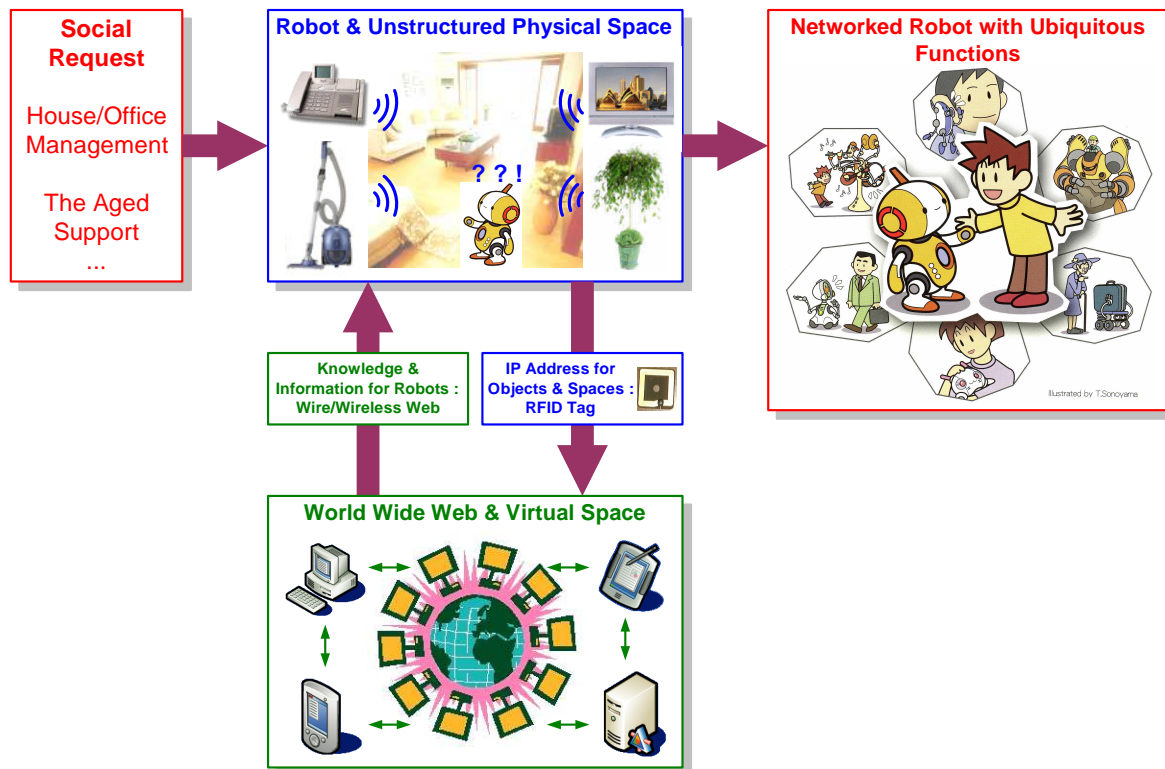 Social
Request
House/Office
Management
The Aged
Support
...
Robot & Unstructured Physical Space
? ? !
Networked Robot with Ubiquitous
Functions
Illustrated by T.Sonoyama
Knowledge &
Information for Robots :
Wire/Wireless Web
IP Address for
Objects & Spaces :
RFID Tag
World Wide Web & Virtual Space